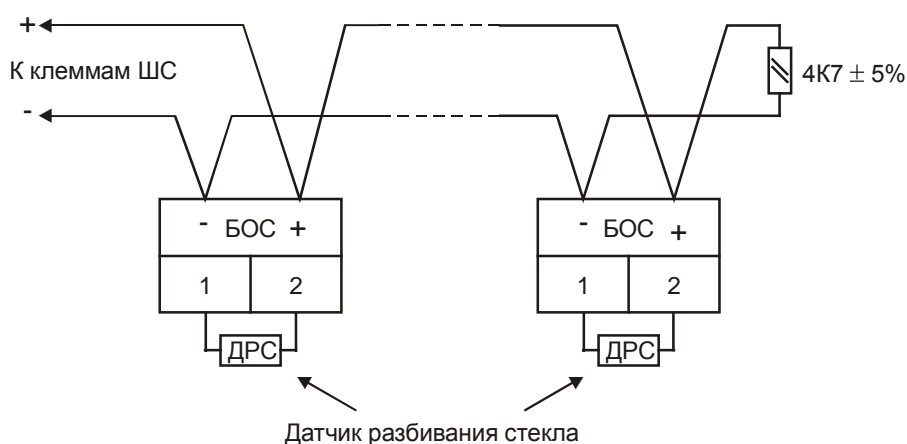 +
К клеммам ШС
-
4К7 ± 5%
- БОС +
- БОС +
1 2
1 2
ДРС
ДРС
Датчик разбивания стекла